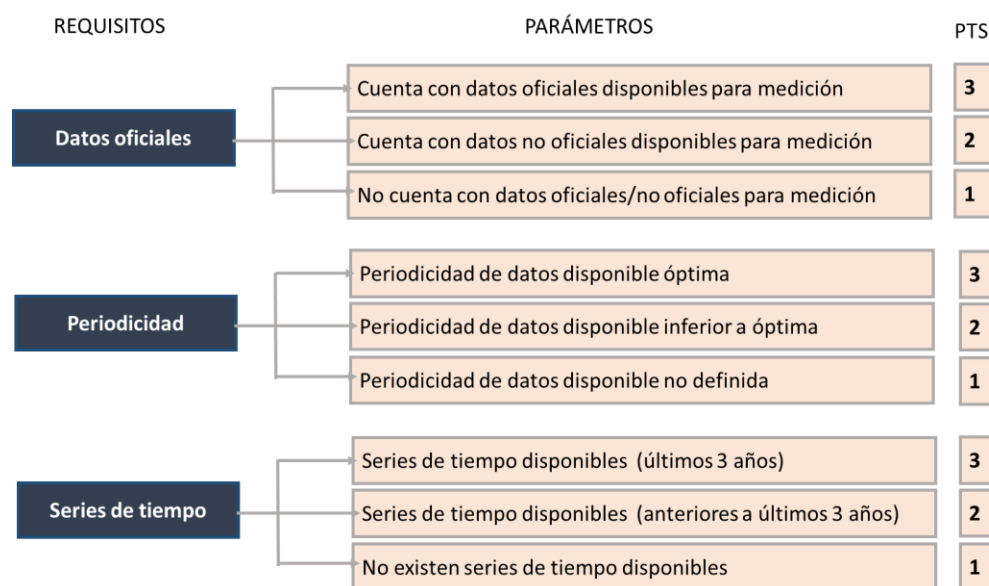 REQUISITOS PARÁMETROS PTS
Cuenta con datos oficiales disponibles para medición 3
Datos oficiales Cuenta con datos no oficiales disponibles para medición 2
No cuenta con datos oficiales/no oficiales para medición 1
Periodicidad de datos disponible óptima 3
Periodicidad Periodicidad de datos disponible inferior a óptima 2
Periodicidad de datos disponible no definida 1
Series de tiempo disponibles (últimos 3 años) 3
Series de tiempo Series de tiempo disponibles (anteriores a últimos 3 años) 2
No existen series de tiempo disponibles 1